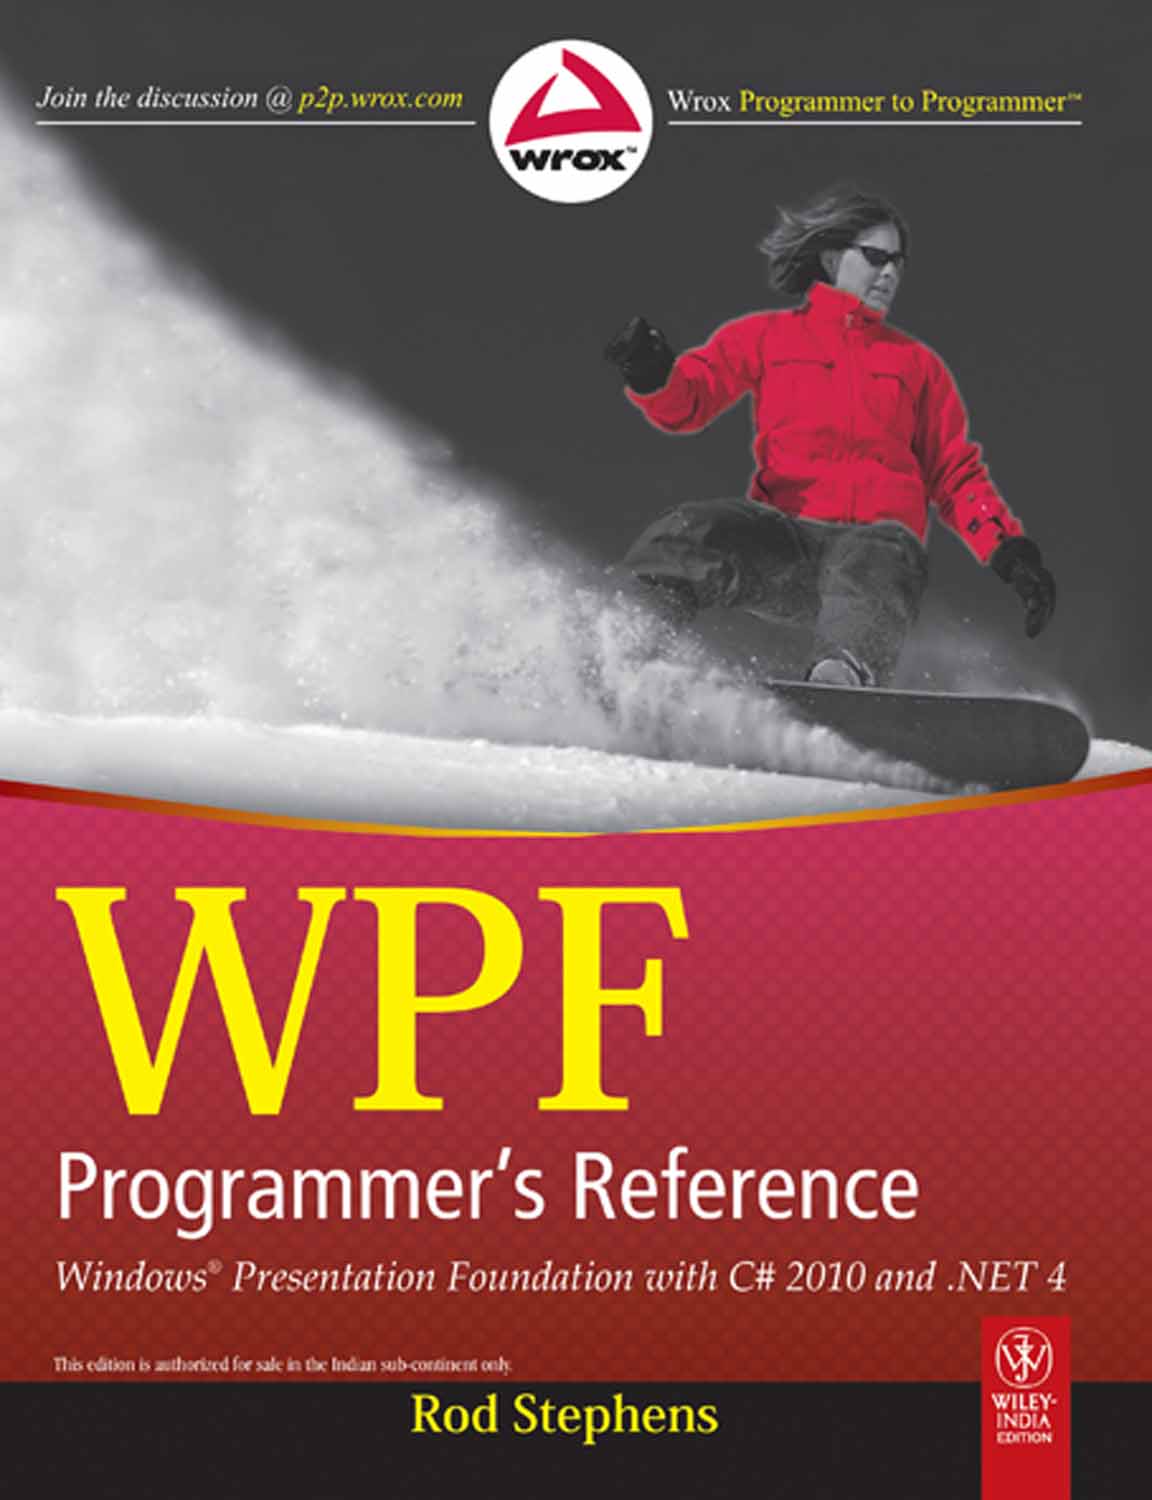 Join the discussion @ p2p.wrox.com
wrox™
Wrox Programmer to Programmer™
WPF
Programmer's Reference
Windows® Presentation Foundation with C# 2010 and .NET 4
This edition is authorized for sale in the Indian sub-continent only.
Rod Stephens
WILEY-
INDIA
EDITION